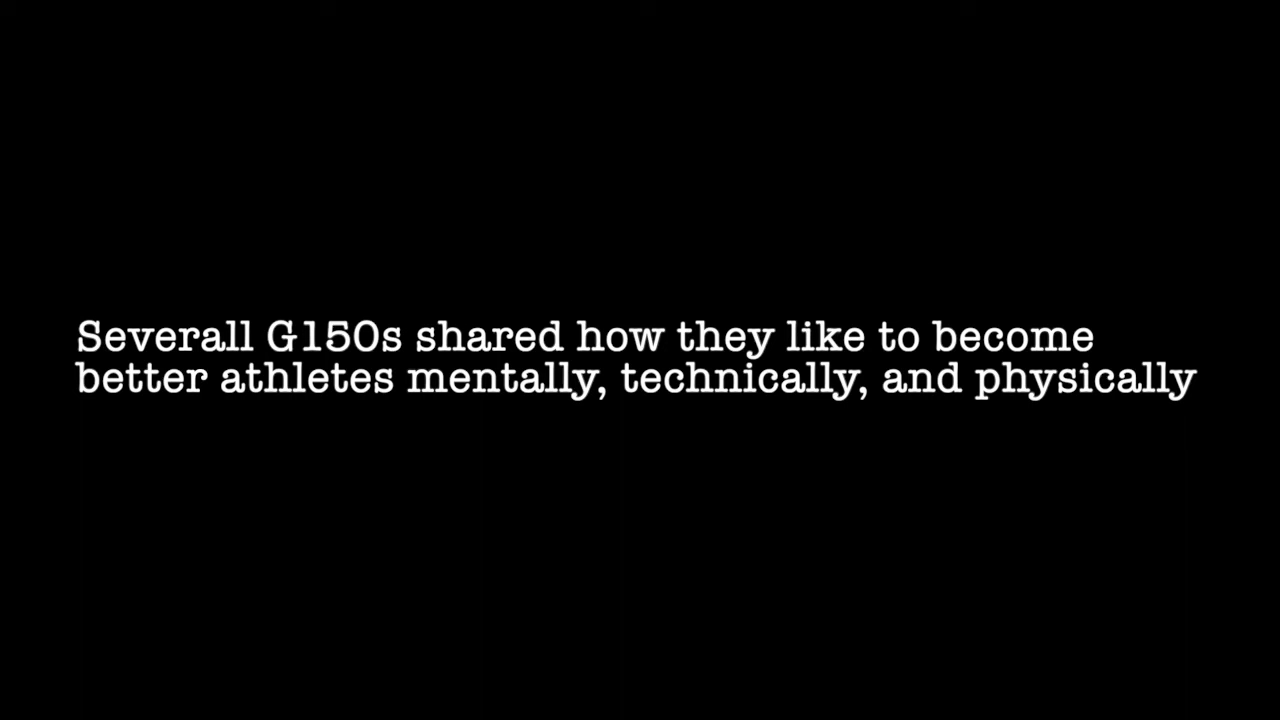 Severall G150s shared how they like to become
better athletes mentally, technically, and physically